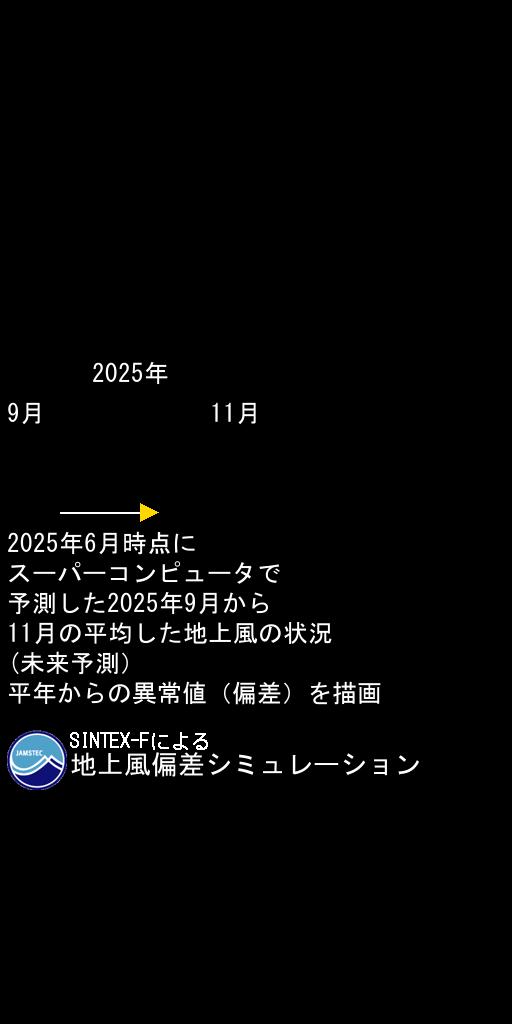 2025年
9月 11月
2025年6月時点に
スーパーコンピュータで
予測した2025年9月から
11月の平均した地上風の状況
(未来予測)
平年からの異常値（偏差）を描画
JAMSTEC
SINTEX-Fによる
地上風偏差シミュレーション